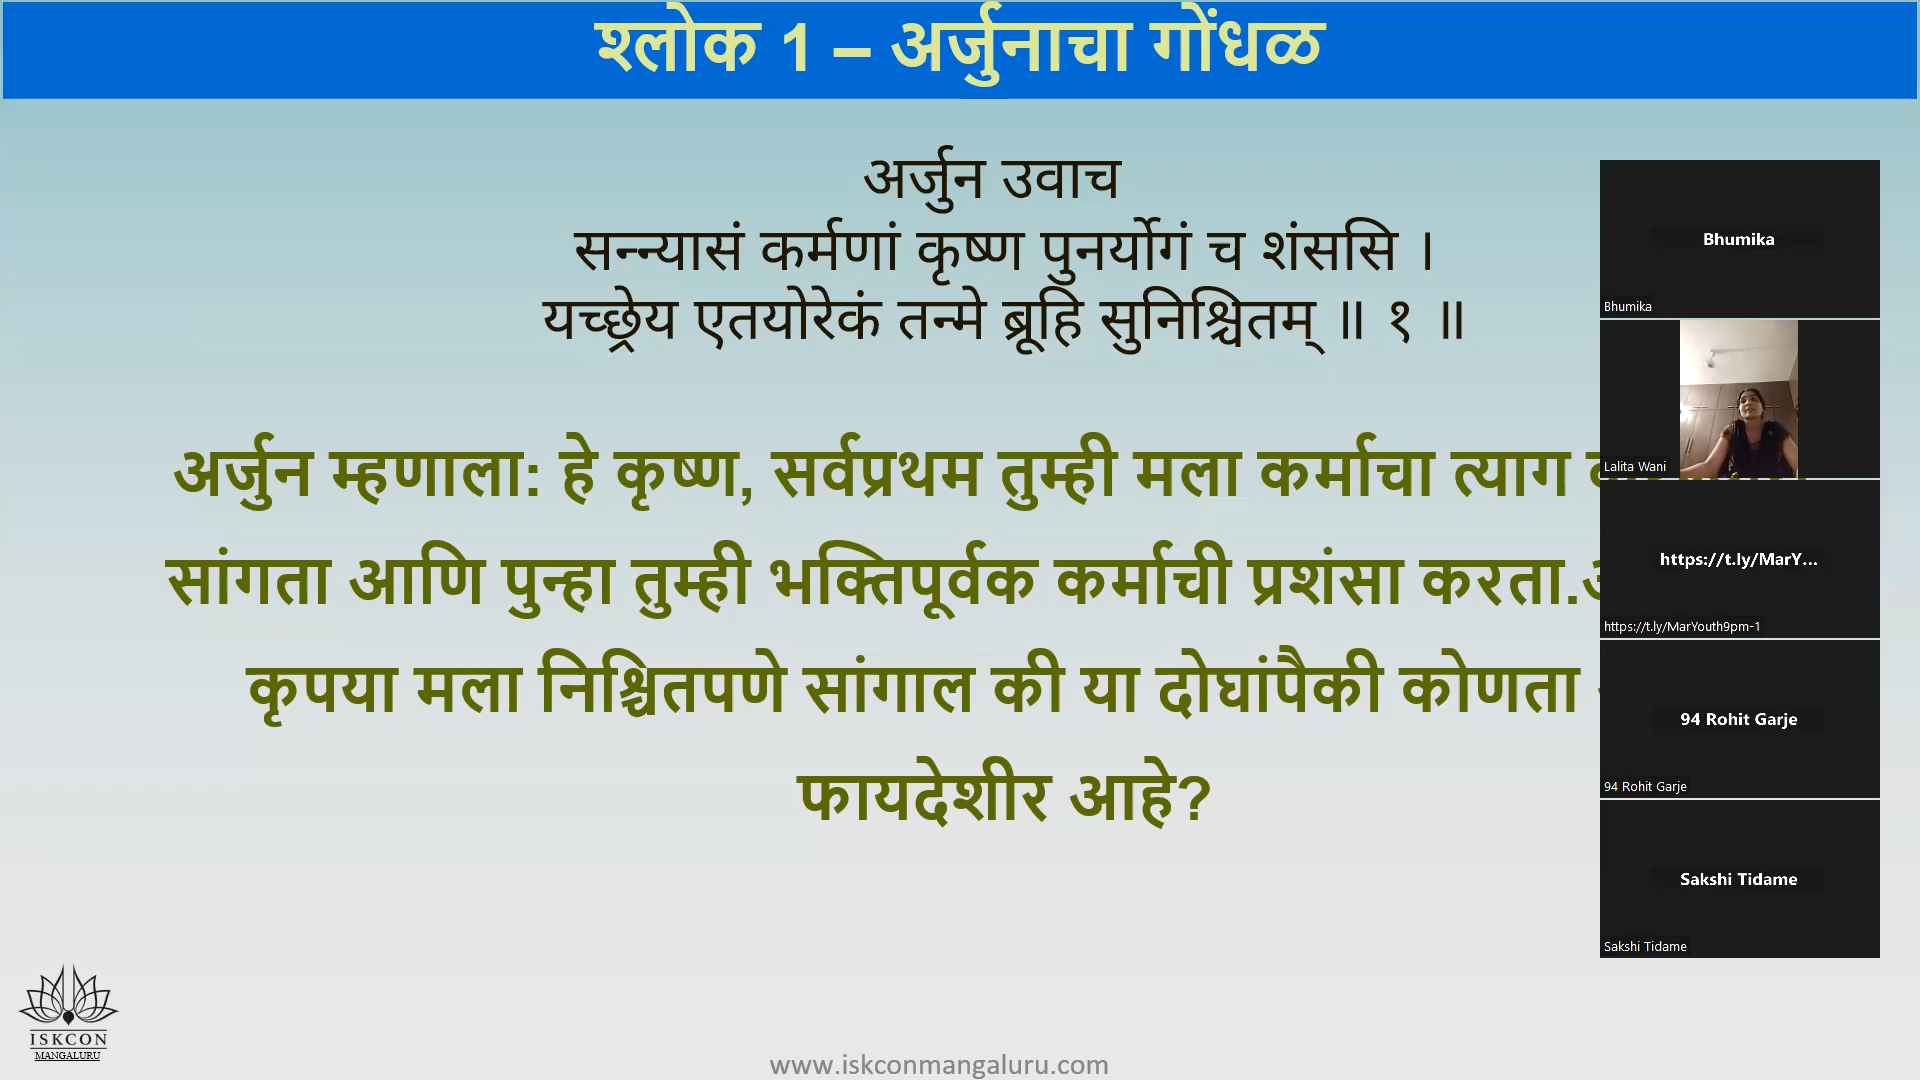 श्लोक 1 – अर्जुनाचा गोंधळ
अर्जुन उवाच
सन्न्यासं कर्मणां कृष्ण पुनर्योगं च शंससि ।
यच्छ्रेय एतयोरेकं तन्मे ब्रूहि सुनिश्चितम् ॥ १ ॥
अर्जुन म्हणाला: हे कृष्ण, सर्वप्रथम तुम्ही मला कर्माचा त्याग
सांगता आणि पुन्हा तुम्ही भक्तिपूर्वक कर्माची प्रशंसा करता.
कृपया मला निश्चितपणे सांगाल की या दोघांपैकी कोणता
फायदेशीर आहे?
Bhumika
Bhumika
Lalita Wani
https://t.ly/MarY...
https://t.ly/MarYouth9pm-1
94 Rohit Garje
94 Rohit Garje
Sakshi Tidame
Sakshi Tidame
ISKCON
MANGALURU
www.iskconmangaluru.com